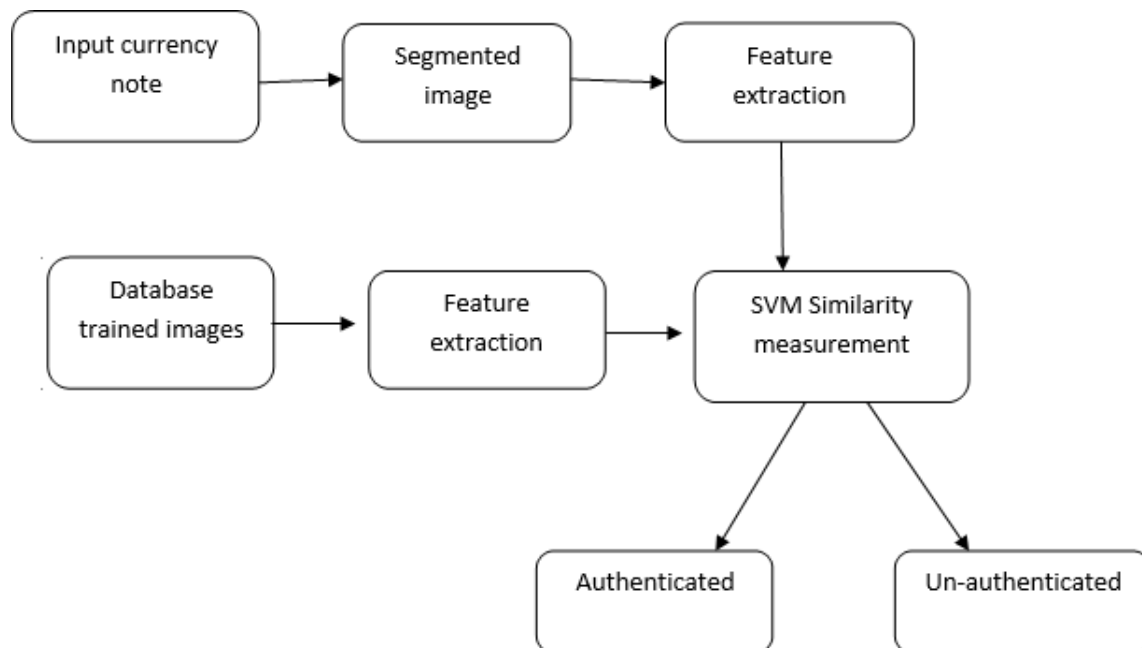 Input currency
note
Segmented
image
Feature
extraction
Database
trained images
Feature
extraction
SVM Similarity
measurement
Authenticated
Un-authenticated